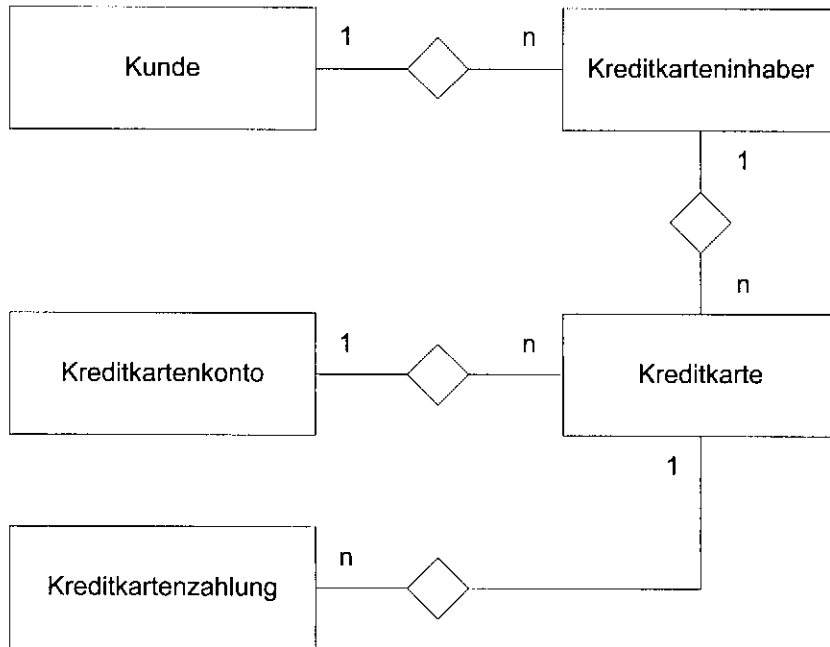 1 n
Kunde Kreditkarteninhaber
1
n
1 n
Kreditkartenkonto Kreditkarte
1
n
Kreditkartenzahlung